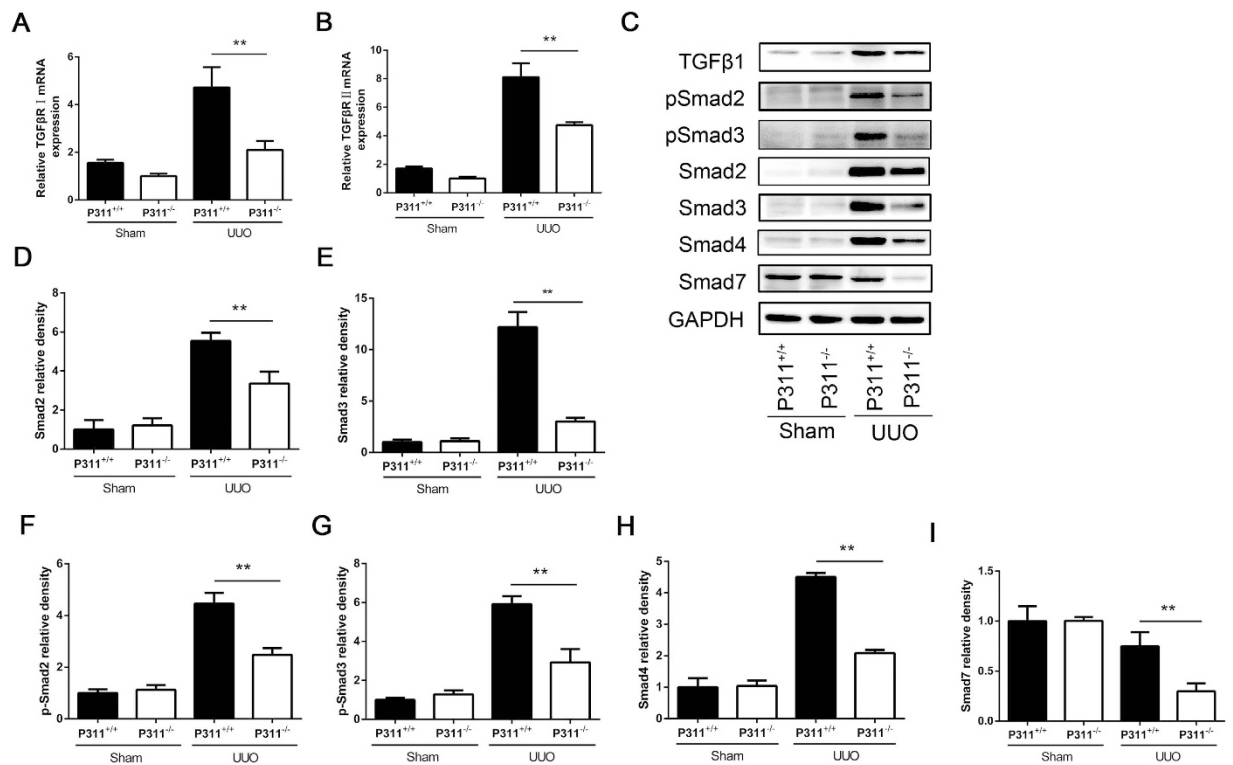 A
Relative TGFβR Ⅰ mRNA
expression
6
4
2
0
**
P311+/+ P311-/- P311+/+ P311-/-
Sham UUO
B
Relative TGFβR Ⅱ mRNA
expression
10
8
6
4
2
0
**
P311+/+ P311-/- P311+/+ P311-/-
Sham UUO
C
TGFβ1
pSmad2
pSmad3
Smad2
Smad3
Smad4
Smad7
GAPDH
P311+/+ P311-/- P311+/+ P311-/-
Sham UUO
D
Smad2 relative density
8
6
4
2
0
**
P311+/+ P311-/- P311+/+ P311-/-
Sham UUO
E
Smad3 relative density
15
12
9
6
3
0
**
P311+/+ P311-/- P311+/+ P311-/-
Sham UUO
F
p-Smad2 relative density
6
4
2
0
**
P311+/+ P311-/- P311+/+ P311-/-
Sham UUO
G
p-Smad3 relative density
8
6
4
2
0
**
P311+/+ P311-/- P311+/+ P311-/-
Sham UUO
H
Smad4 relative density
5
4
3
2
1
0
**
P311+/+ P311-/- P311+/+ P311-/-
Sham UUO
I
Smad7 relative density
1.5
1.0
0.5
0.0
**
P311+/+ P311-/- P311+/+ P311-/-
Sham UUO